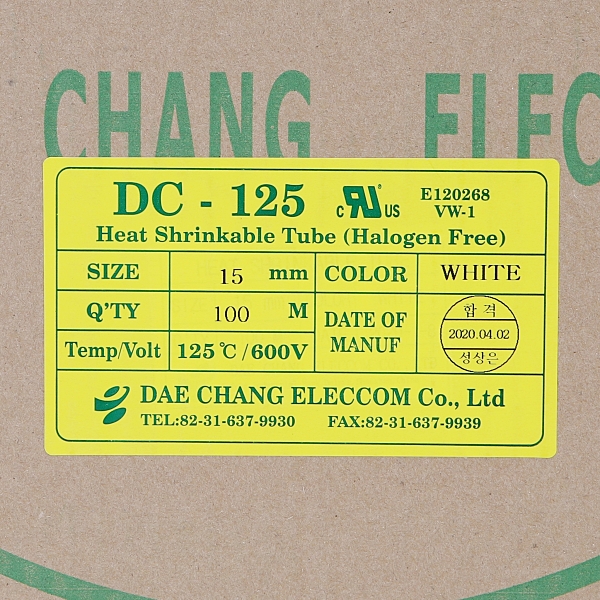 CHANG ELEC
DC - 125 c RU US E120268
VW-1
Heat Shrinkable Tube (Halogen Free)
SIZE 15 mm COLOR WHITE
Q'TY 100 M DATE OF MANUF
합 격
2020.04.02
성상은
Temp/Volt 125℃/600V
DAE CHANG ELECCOM Co., Ltd
TEL:82-31-637-9930 FAX:82-31-637-9939